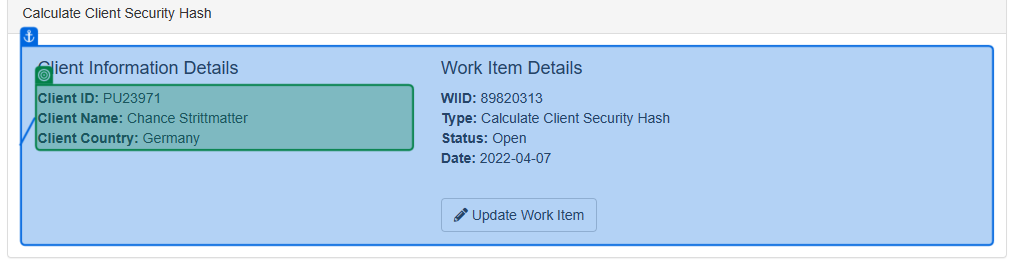 Calculate Client Security Hash
Client Information Details
Client ID: PU23971
Client Name: Chance Strittmatter
Client Country: Germany
Work Item Details
WIID: 89820313
Type: Calculate Client Security Hash
Status: Open
Date: 2022-04-07
Update Work Item